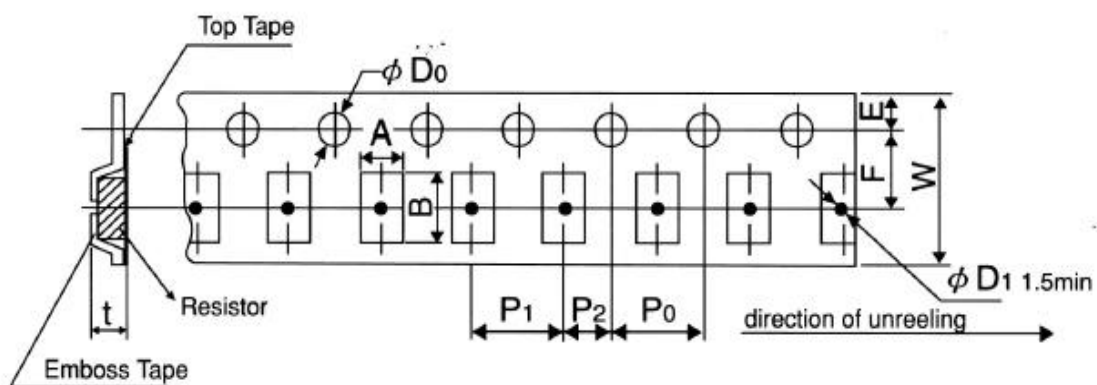 Top Tape
ϕ D0
A
B
E
F
W
ϕ D1 1.5min
P1
P2
P0
direction of unreeling
t
Resistor
Emboss Tape